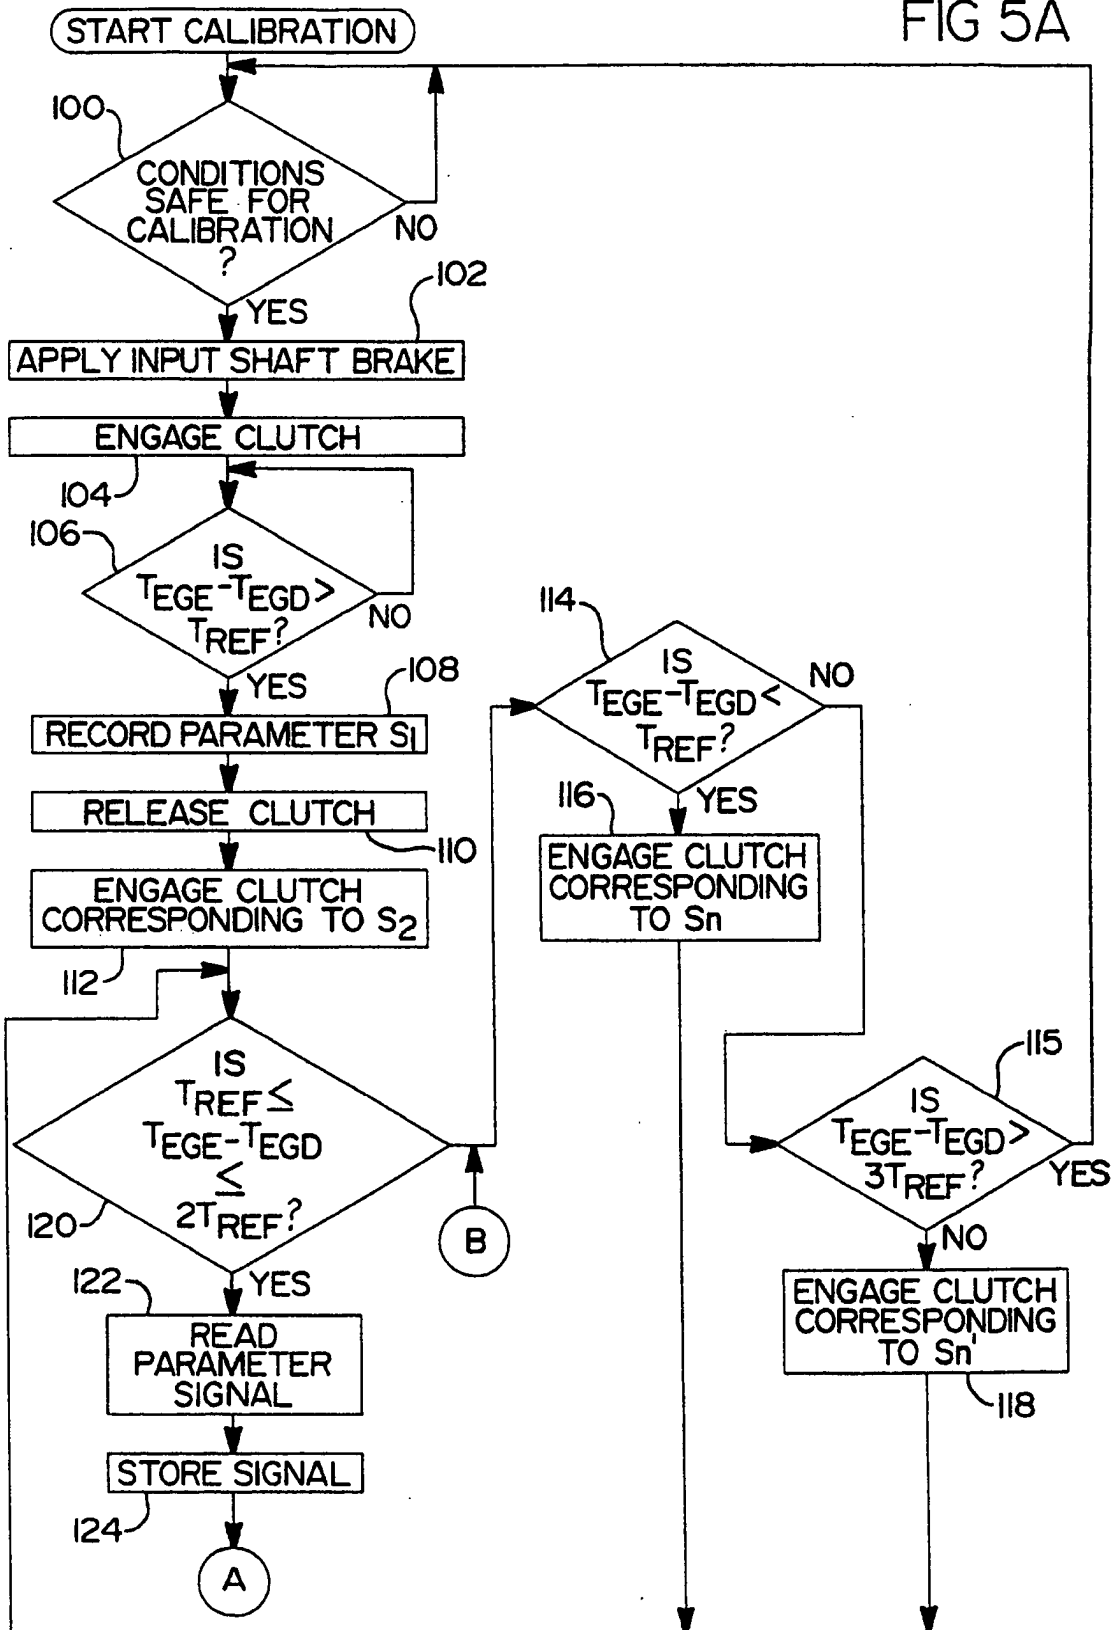 FIG 5A
START CALIBRATION
100
CONDITIONS
SAFE FOR
CALIBRATION
?
NO
YES
102
APPLY INPUT SHAFT BRAKE
ENGAGE CLUTCH
104
106
IS
TEGE-TEGD>
TREF?
NO
YES
108
RECORD PARAMETER S1
RELEASE CLUTCH
110
ENGAGE CLUTCH
CORRESPONDING TO S2
112
IS
TREF≤
TEGE-TEGD
≤
2TREF?
120
YES
122
READ
PARAMETER
SIGNAL
STORE SIGNAL
124
A
B
114
IS
TEGE-TEGD<
TREF?
NO
YES
116
ENGAGE CLUTCH
CORRESPONDING
TO Sn
115
IS
TEGE-TEGD>
3TREF?
YES
NO
ENGAGE CLUTCH
CORRESPONDING
TO Sn'
118